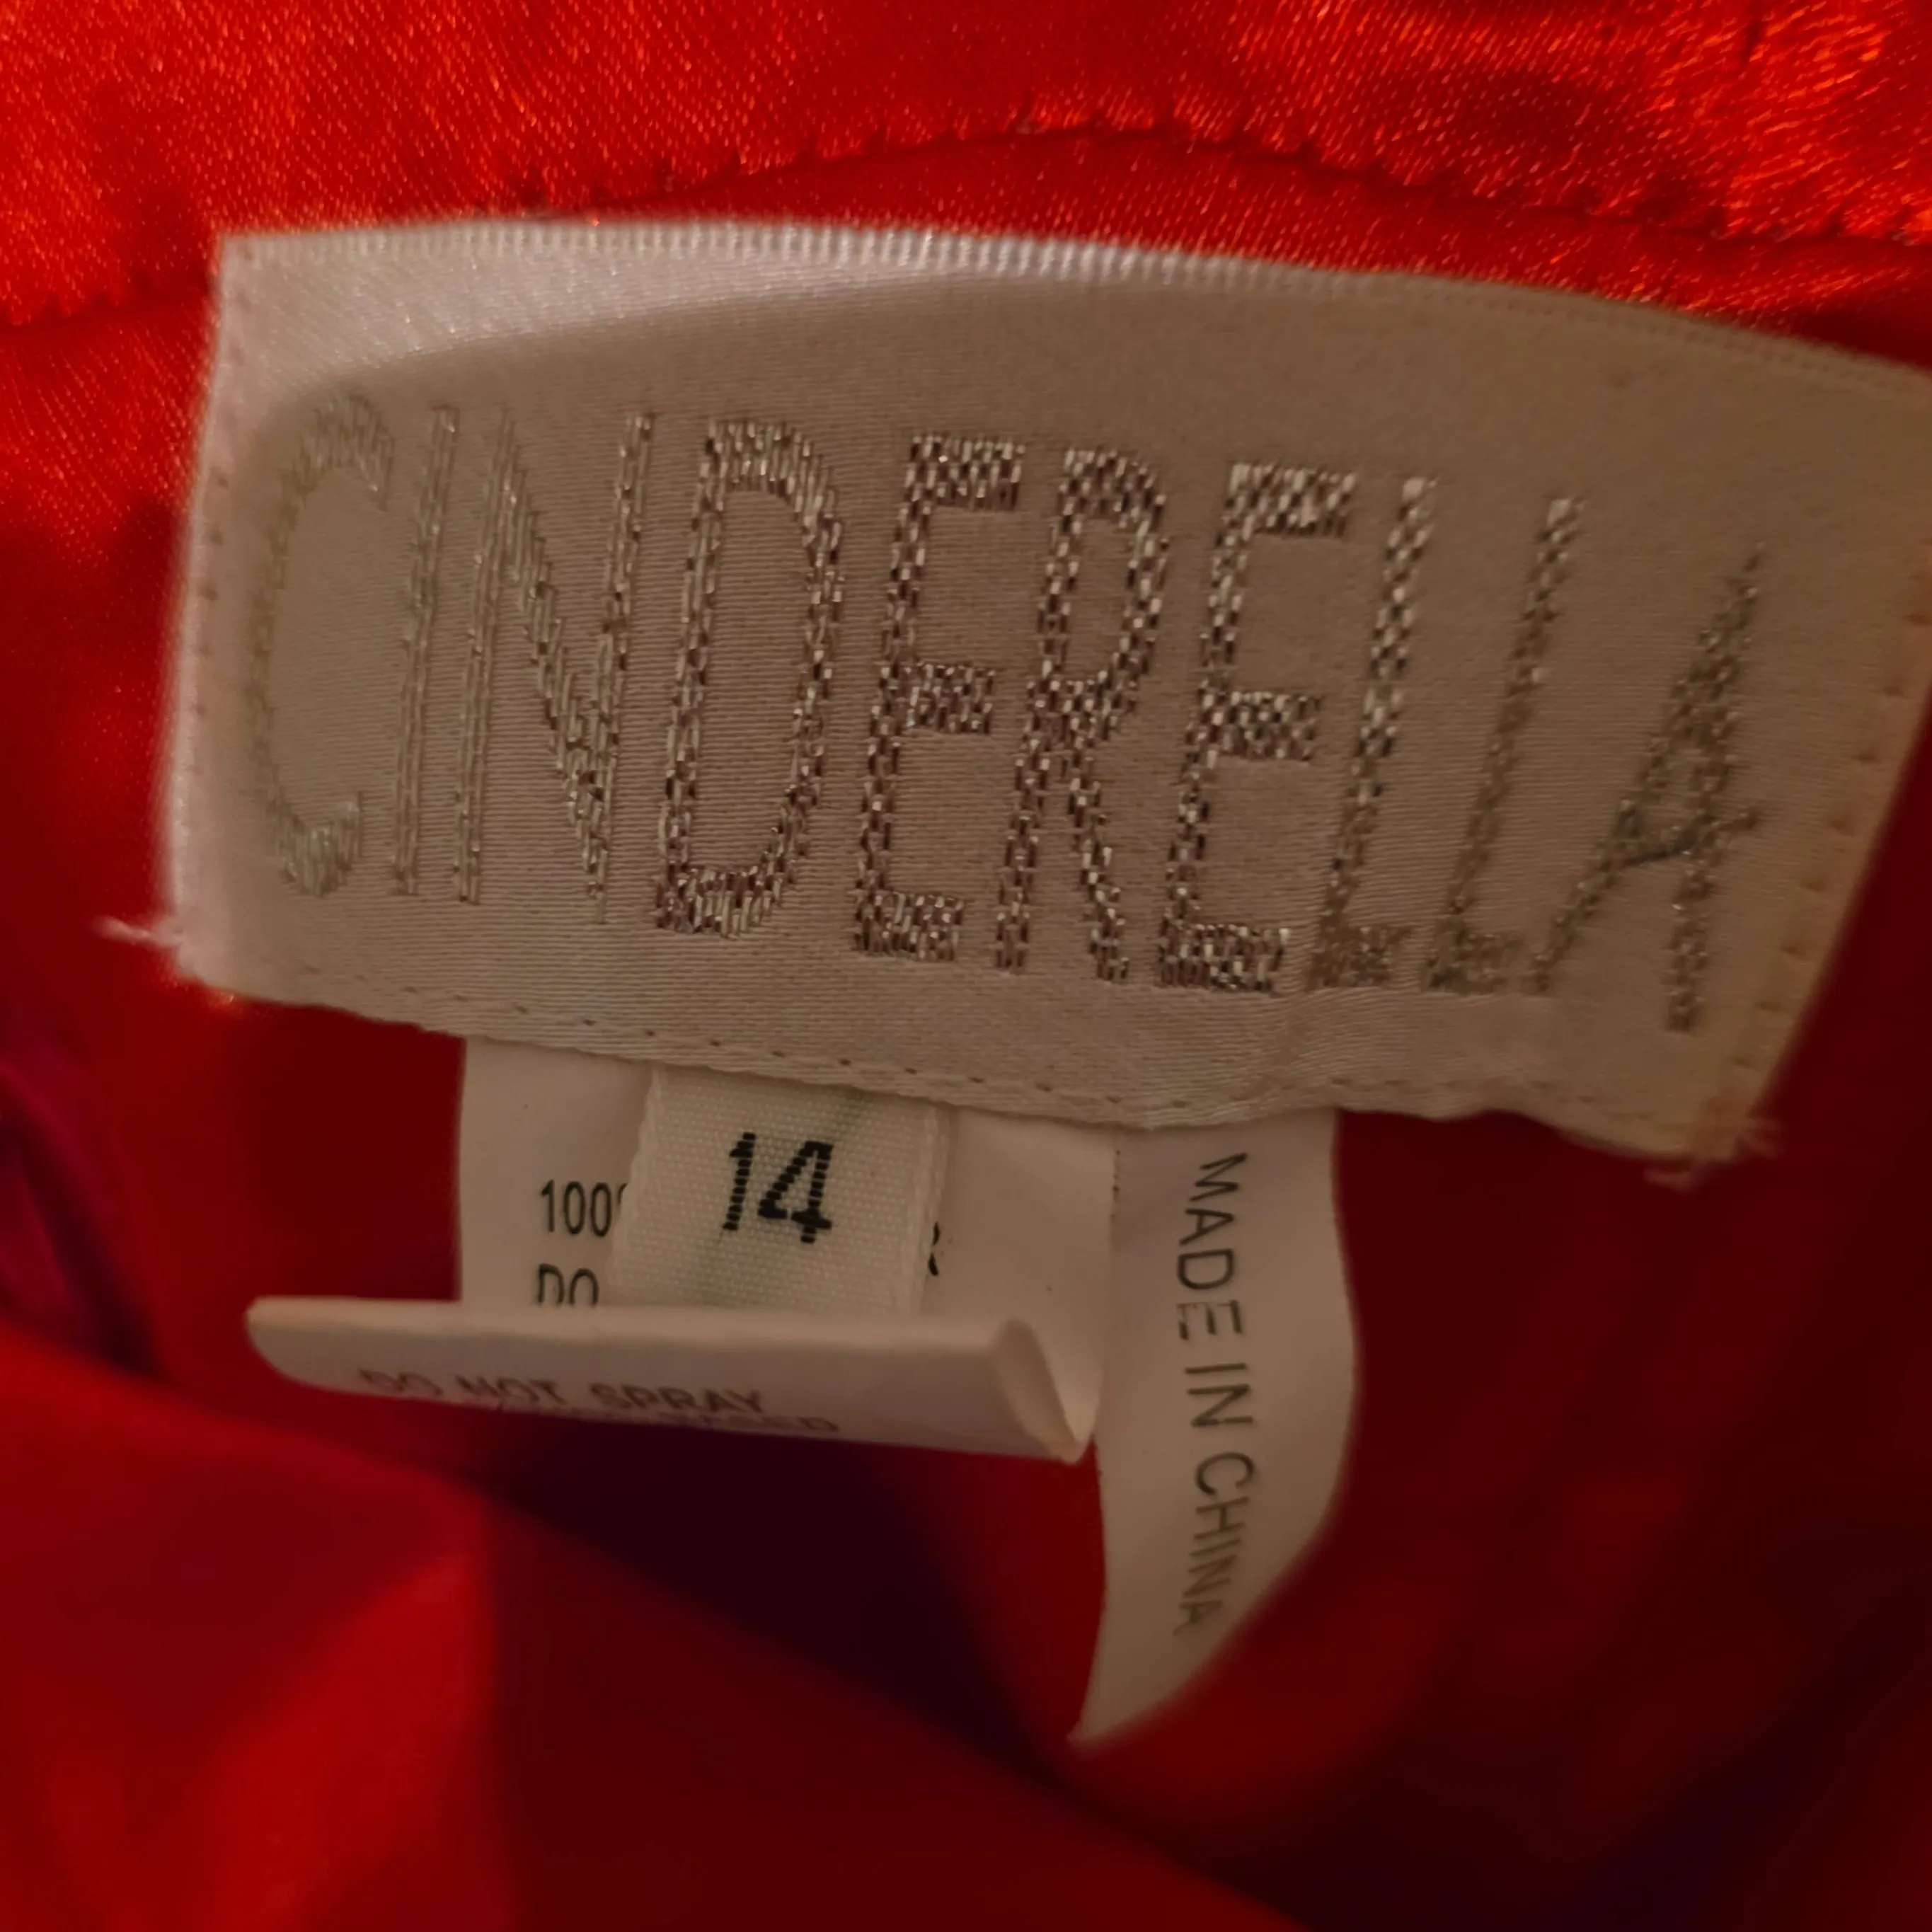 CINDERELLA
14
100%
DO
DO NOT SPRAY
MADE IN CHINA